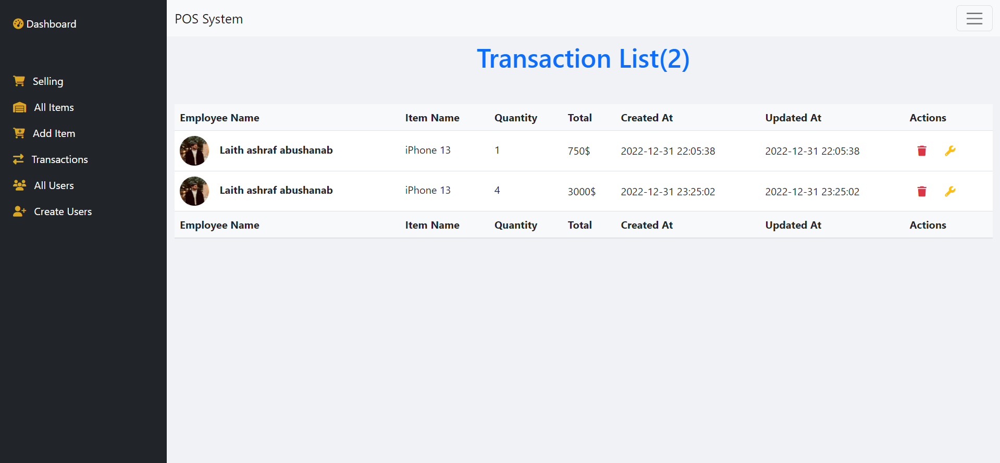 Dashboard
Selling
All Items
Add Item
Transactions
All Users
Create Users
POS System
Transaction List(2)
Employee Name Item Name Quantity Total Created At Updated At Actions
Laith ashraf abushanab iPhone 13 1 750$ 2022-12-31 22:05:38 2022-12-31 22:05:38
Laith ashraf abushanab iPhone 13 4 3000$ 2022-12-31 23:25:02 2022-12-31 23:25:02
Employee Name Item Name Quantity Total Created At Updated At Actions